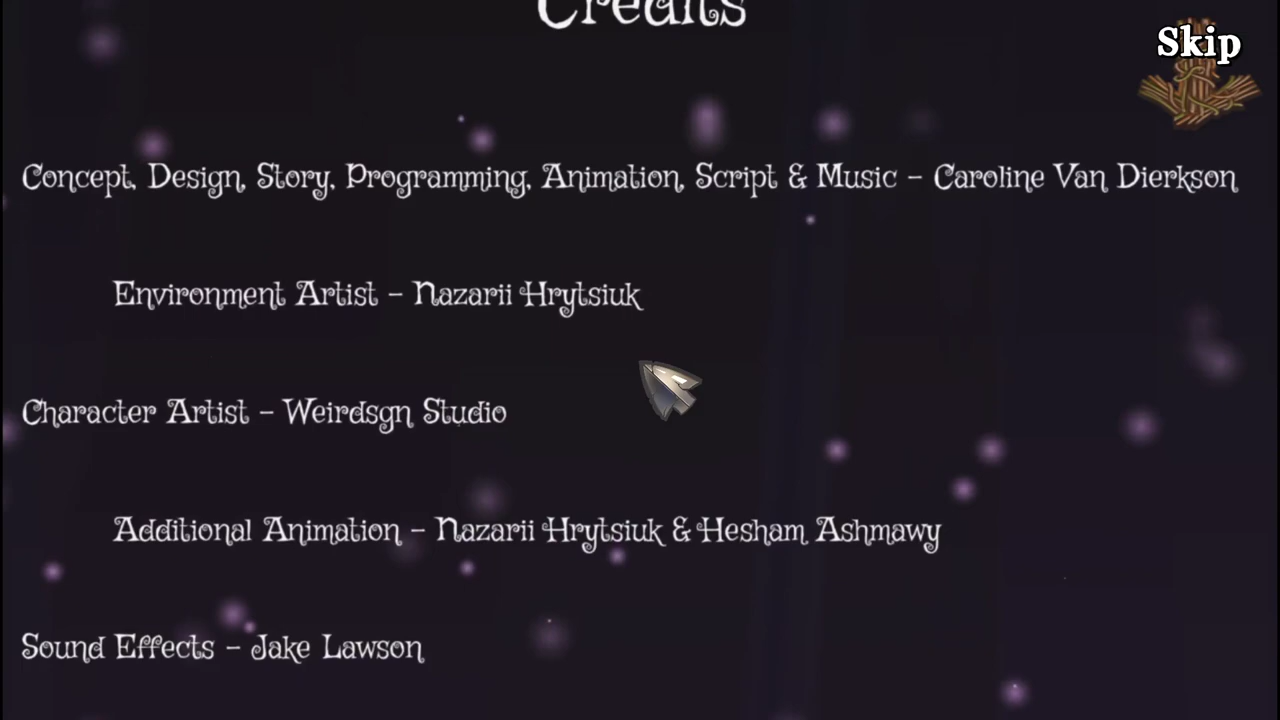 Credits
Skip
Concept, Design, Story, Programming, Animation, Script & Music - Caroline Van Dierkson
Environment Artist - Nazarii Hrytsiuk
Character Artist - Weirdsgn Studio
Additional Animation - Nazarii Hrytsiuk & Hesham Ashmawy
Sound Effects - Jake Lawson